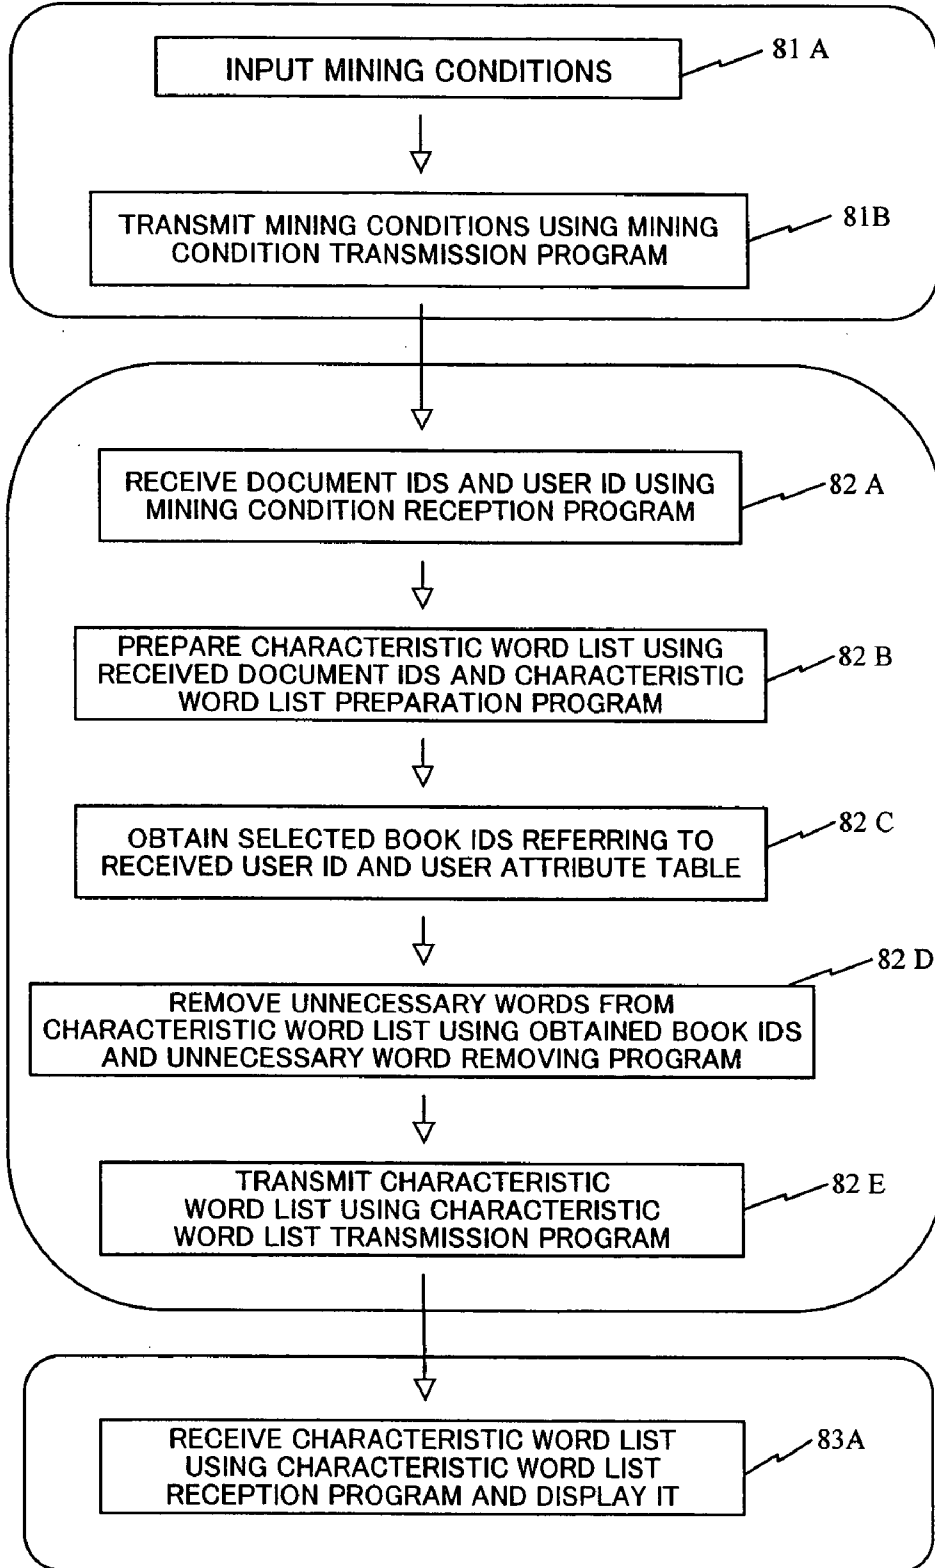 INPUT MINING CONDITIONS
81 A
TRANSMIT MINING CONDITIONS USING MINING
CONDITION TRANSMISSION PROGRAM
81B
RECEIVE DOCUMENT IDS AND USER ID USING
MINING CONDITION RECEPTION PROGRAM
82 A
PREPARE CHARACTERISTIC WORD LIST USING
RECEIVED DOCUMENT IDS AND CHARACTERISTIC
WORD LIST PREPARATION PROGRAM
82 B
OBTAIN SELECTED BOOK IDS REFERRING TO
RECEIVED USER ID AND USER ATTRIBUTE TABLE
82 C
REMOVE UNNECESSARY WORDS FROM
CHARACTERISTIC WORD LIST USING OBTAINED BOOK IDS
AND UNNECESSARY WORD REMOVING PROGRAM
82 D
TRANSMIT CHARACTERISTIC
WORD LIST USING CHARACTERISTIC
WORD LIST TRANSMISSION PROGRAM
82 E
RECEIVE CHARACTERISTIC WORD LIST
USING CHARACTERISTIC WORD LIST
RECEPTION PROGRAM AND DISPLAY IT
83A